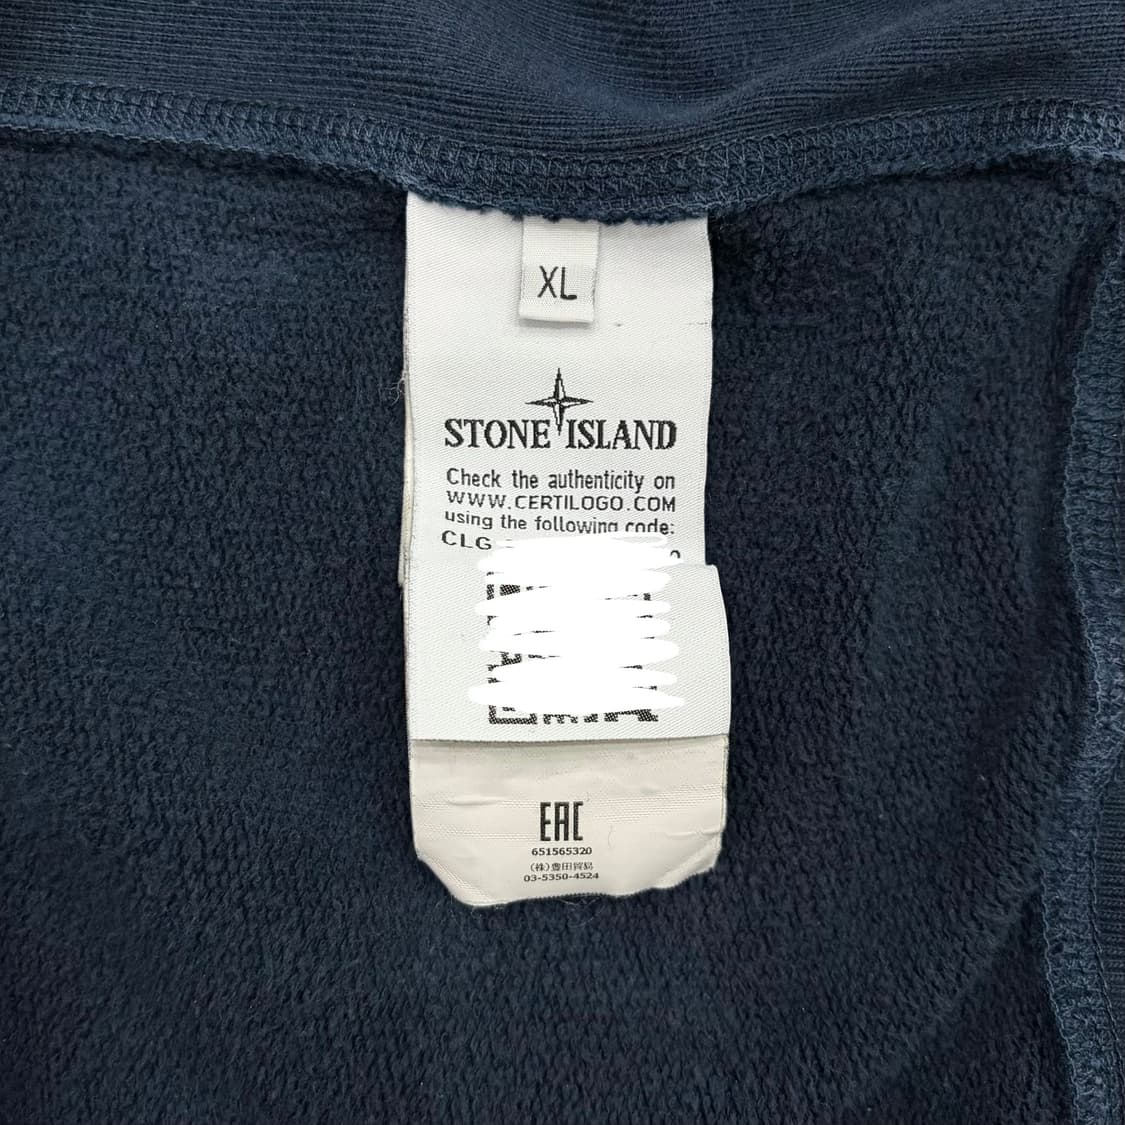 XL
STONE ISLAND
Check the authenticity on
WWW.CERTILOGO.COM
using the following code:
CLG
EAC
651565320
(株)豊田貿易
03-5350-4524